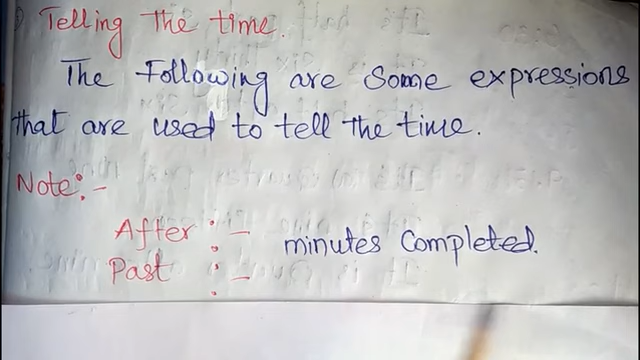 Telling The time.
The Following are Some expressions
that are used to tell the time.
Note:-
After :- minutes Completed.
Past :-